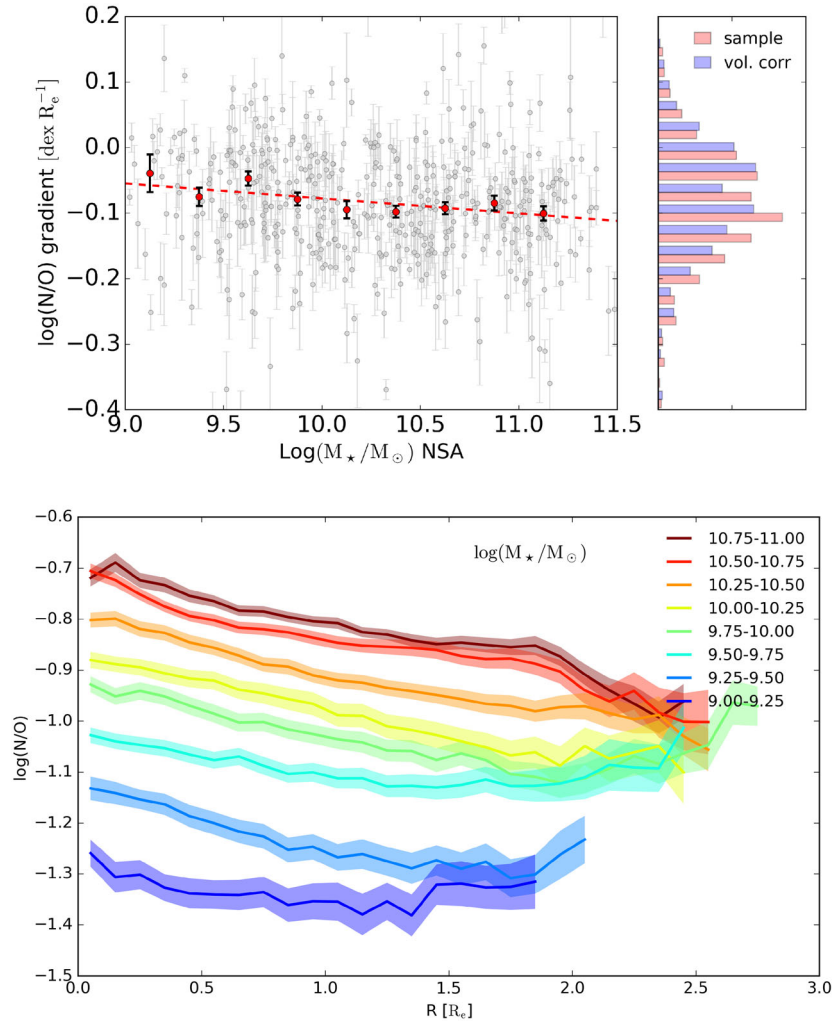 0.2
0.1
0.0
−0.1
−0.2
−0.3
−0.4
log(N/O) gradient [dex R_e^{-1}]
9.0 9.5 10.0 10.5 11.0 11.5
Log(M⋆/M⊙) NSA
sample
vol. corr
−0.6
−0.7
−0.8
−0.9
−1.0
−1.1
−1.2
−1.3
−1.4
−1.5
log(N/O)
log(M⋆/M⊙)
10.75-11.00
10.50-10.75
10.25-10.50
10.00-10.25
9.75-10.00
9.50-9.75
9.25-9.50
9.00-9.25
0.0 0.5 1.0 1.5 2.0 2.5 3.0
R [R_e]